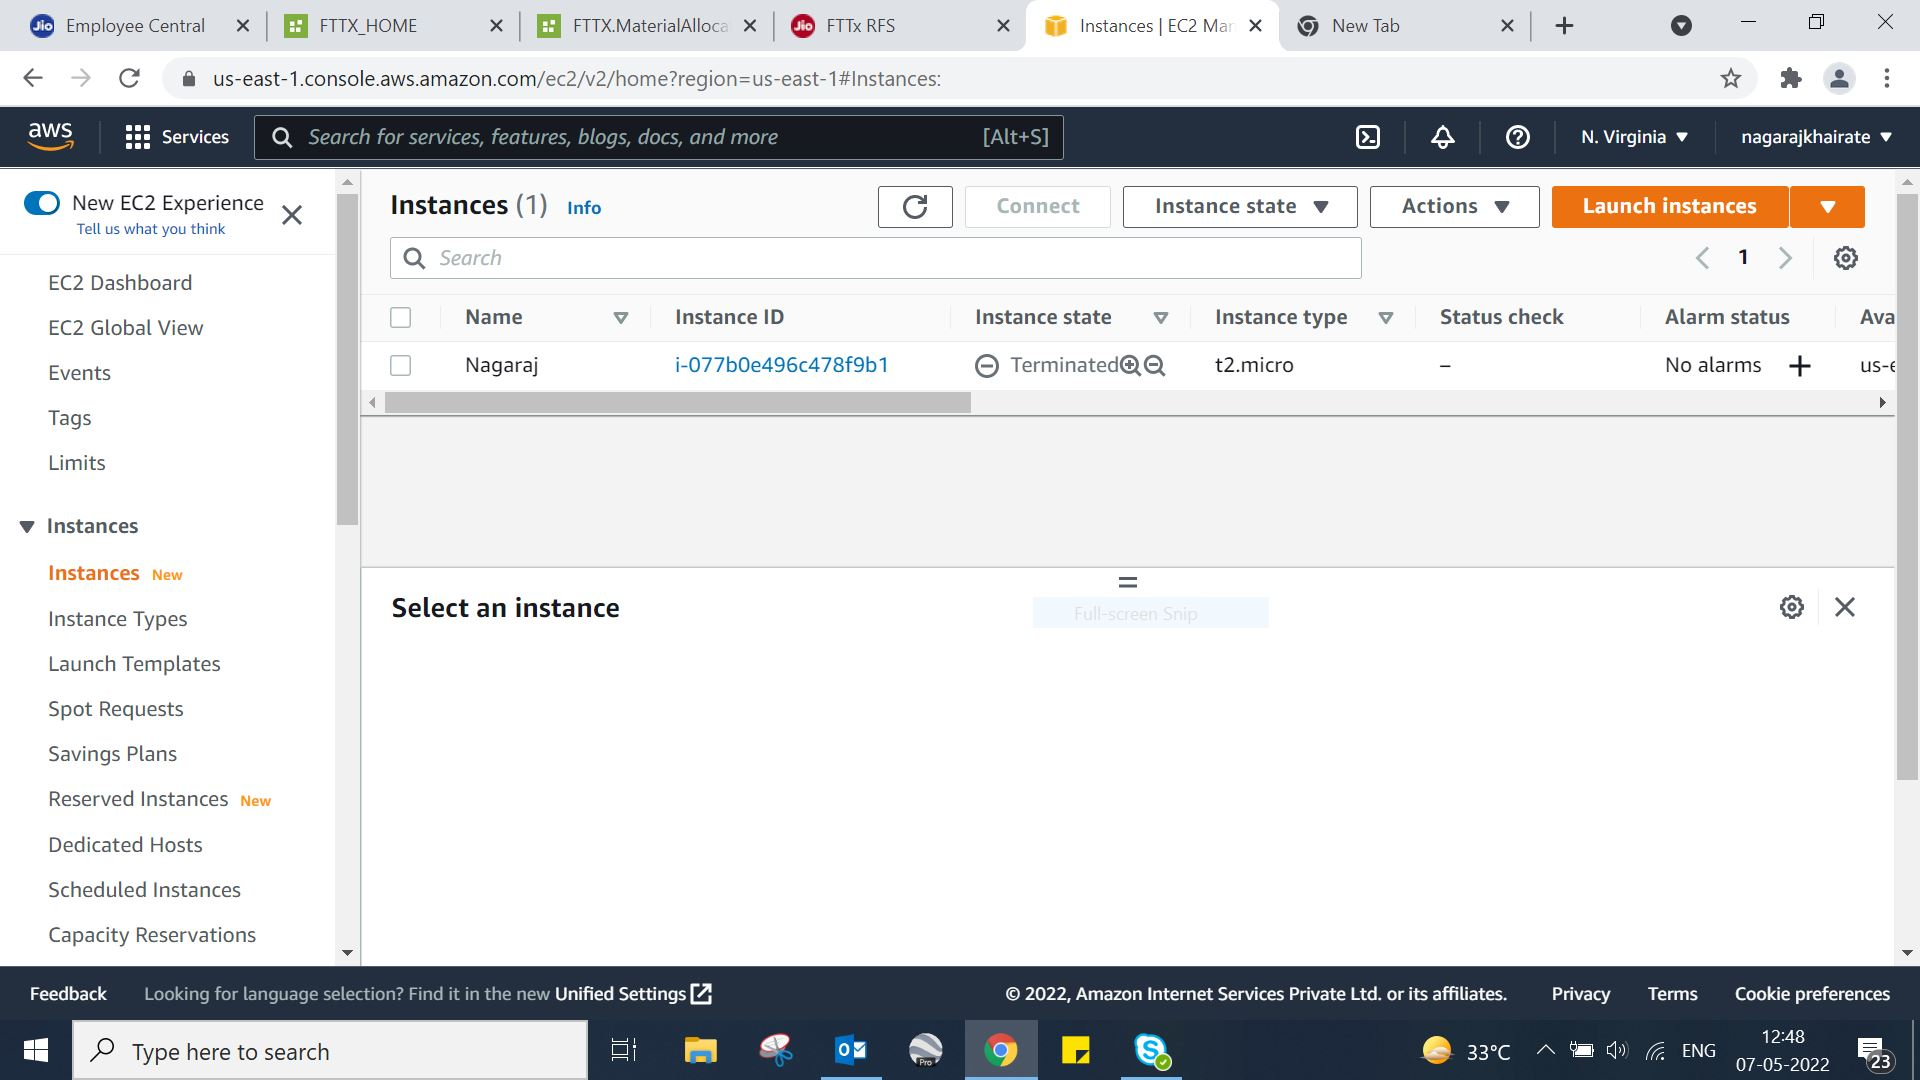 Employee Central
FTTX_HOME
FTTX.MaterialAlloca
FTTx RFS
Instances | EC2 Man
New Tab
us-east-1.console.aws.amazon.com/ec2/v2/home?region=us-east-1#Instances:
aws
Services
Search for services, features, blogs, docs, and more
[Alt+S]
N. Virginia
nagarajkhairate
New EC2 Experience
Tell us what you think
EC2 Dashboard
EC2 Global View
Events
Tags
Limits
Instances
Instances New
Instance Types
Launch Templates
Spot Requests
Savings Plans
Reserved Instances New
Dedicated Hosts
Scheduled Instances
Capacity Reservations
Instances (1) Info
Connect
Instance state
Actions
Launch instances
Search
1
Name Instance ID Instance state Instance type Status check Alarm status Ava
Nagaraj i-077b0e496c478f9b1 Terminated t2.micro – No alarms us-e
Select an instance
Full-screen Snip
Feedback
Looking for language selection? Find it in the new Unified Settings
© 2022, Amazon Internet Services Private Ltd. or its affiliates.
Privacy
Terms
Cookie preferences
Type here to search
Pro
33°C
ENG
12:48
07-05-2022
23